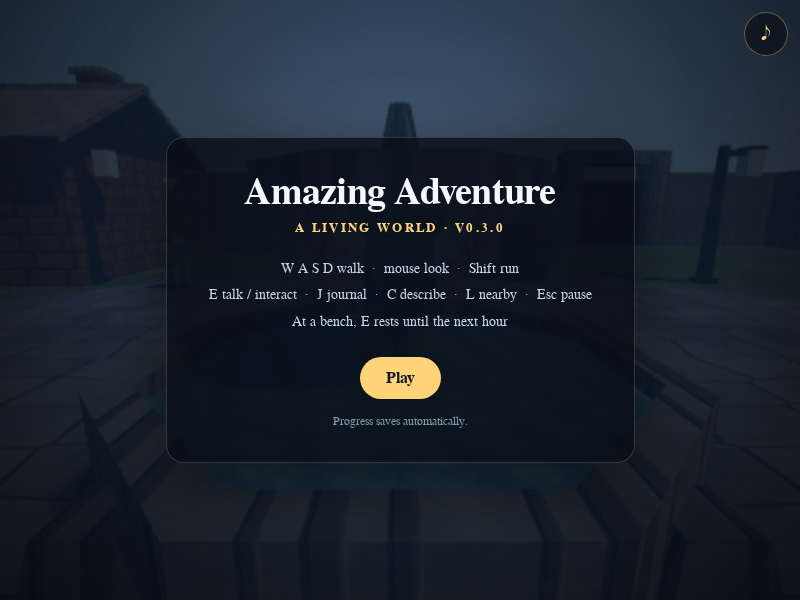 Amazing Adventure
A LIVING WORLD · V0.3.0
W A S D walk · mouse look · Shift run
E talk / interact · J journal · C describe · L nearby · Esc pause
At a bench, E rests until the next hour
Play
Progress saves automatically.